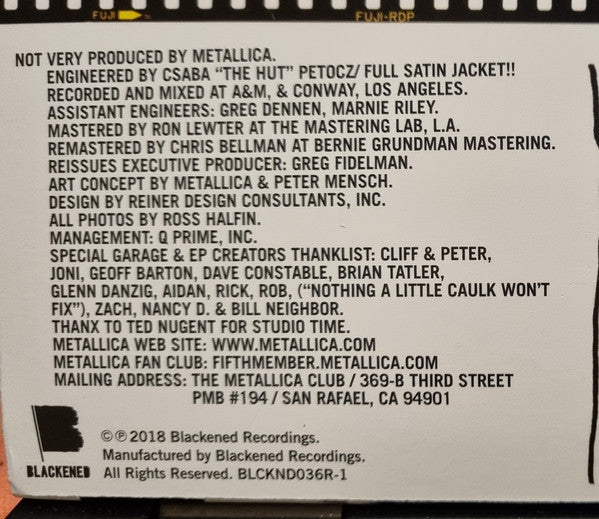 FUJI
FUJI-RDP
NOT VERY PRODUCED BY METALLICA.
ENGINEERED BY CSABA "THE HUT" PETOCZ/ FULL SATIN JACKET!!
RECORDED AND MIXED AT A&M, & CONWAY, LOS ANGELES.
ASSISTANT ENGINEERS: GREG DENNEN, MARNIE RILEY.
MASTERED BY RON LEWTER AT THE MASTERING LAB, L.A.
REMASTERED BY CHRIS BELLMAN AT BERNIE GRUNDMAN MASTERING.
REISSUES EXECUTIVE PRODUCER: GREG FIDELMAN.
ART CONCEPT BY METALLICA & PETER MENSCH.
DESIGN BY REINER DESIGN CONSULTANTS, INC.
ALL PHOTOS BY ROSS HALFIN.
MANAGEMENT: Q PRIME, INC.
SPECIAL GARAGE & EP CREATORS THANKLIST: CLIFF & PETER,
JONI, GEOFF BARTON, DAVE CONSTABLE, BRIAN TATLER,
GLENN DANZIG, AIDAN, RICK, ROB, ("NOTHING A LITTLE CAULK WON'T
FIX"), ZACH, NANCY D. & BILL NEIGHBOR.
THANX TO TED NUGENT FOR STUDIO TIME.
METALLICA WEB SITE: WWW.METALLICA.COM
METALLICA FAN CLUB: FIFTHMEMBER.METALLICA.COM
MAILING ADDRESS: THE METALLICA CLUB / 369-B THIRD STREET
PMB #194 / SAN RAFAEL, CA 94901
©℗ 2018 Blackened Recordings.
Manufactured by Blackened Recordings.
All Rights Reserved. BLCKND036R-1
BLACKENED